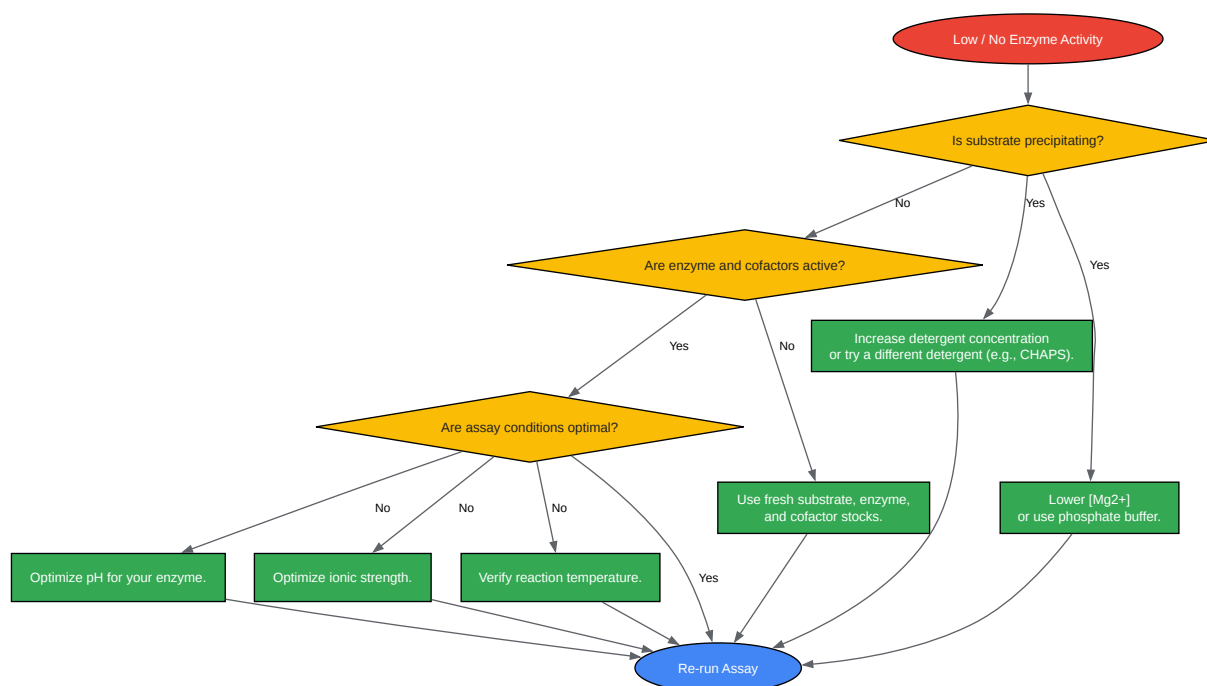 Low / No Enzyme Activity
Is substrate precipitating?
No
Yes
Yes
Are enzyme and cofactors active?
Yes
No
Increase detergent concentration
or try a different detergent (e.g., CHAPS).
Are assay conditions optimal?
No
No
No
Yes
Use fresh substrate, enzyme,
and cofactor stocks.
Lower [Mg2+]
or use phosphate buffer.
Optimize pH for your enzyme.
Optimize ionic strength.
Verify reaction temperature.
Re-run Assay